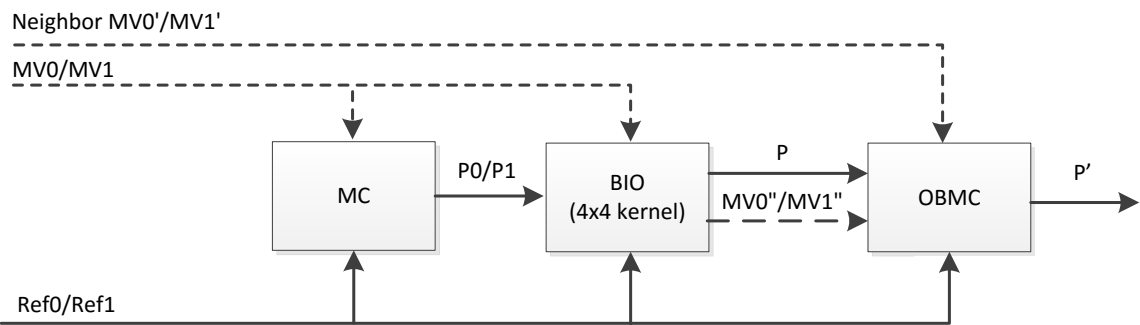 Neighbor MV0'/MV1'
MV0/MV1
MC
P0/P1
BIO
(4x4 kernel)
P
MV0"/MV1"
OBMC
P’
Ref0/Ref1